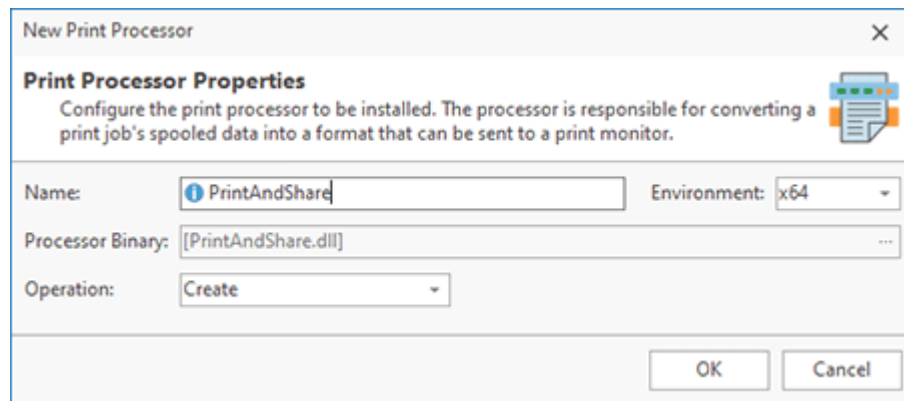 New Print Processor
Print Processor Properties
Configure the print processor to be installed. The processor is responsible for converting a
print job's spooled data into a format that can be sent to a print monitor.
Name: PrintAndShare Environment: x64
Processor Binary: [PrintAndShare.dll] ...
Operation: Create
OK Cancel